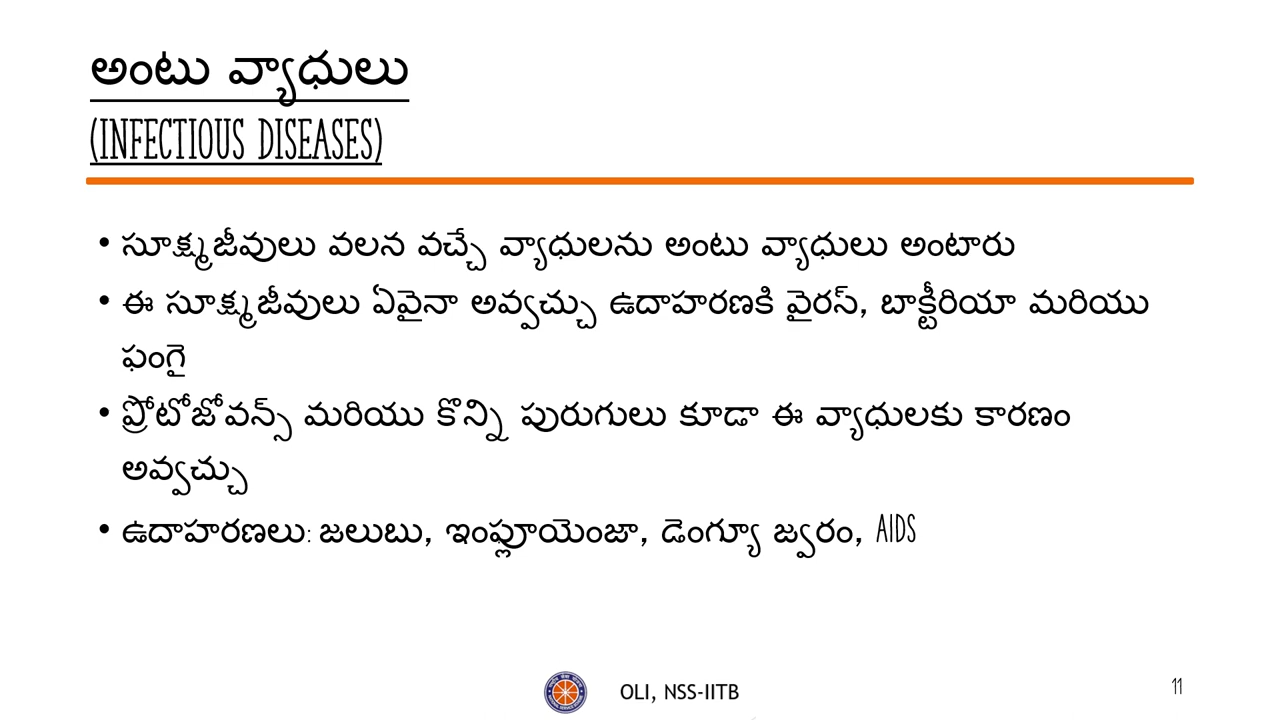 అంటు వ్యాధులు
(INFECTIOUS DISEASES)
• సూక్ష్మజీవులు వలన వచ్చే వ్యాధులను అంటు వ్యాధులు అంటారు
• ఈ సూక్ష్మజీవులు ఏవైనా అవ్వచ్చు ఉదాహరణకి వైరస్, బాక్టీరియా మరియు
ఫంగై
• ప్రోటోజోవన్స్ మరియు కొన్ని పురుగులు కూడా ఈ వ్యాధులకు కారణం
అవ్వచ్చు
• ఉదాహరణలు: జలుబు, ఇంఫ్లూయెంజా, డెంగ్యూ జ్వరం, AIDS
OLI, NSS-IITB
11